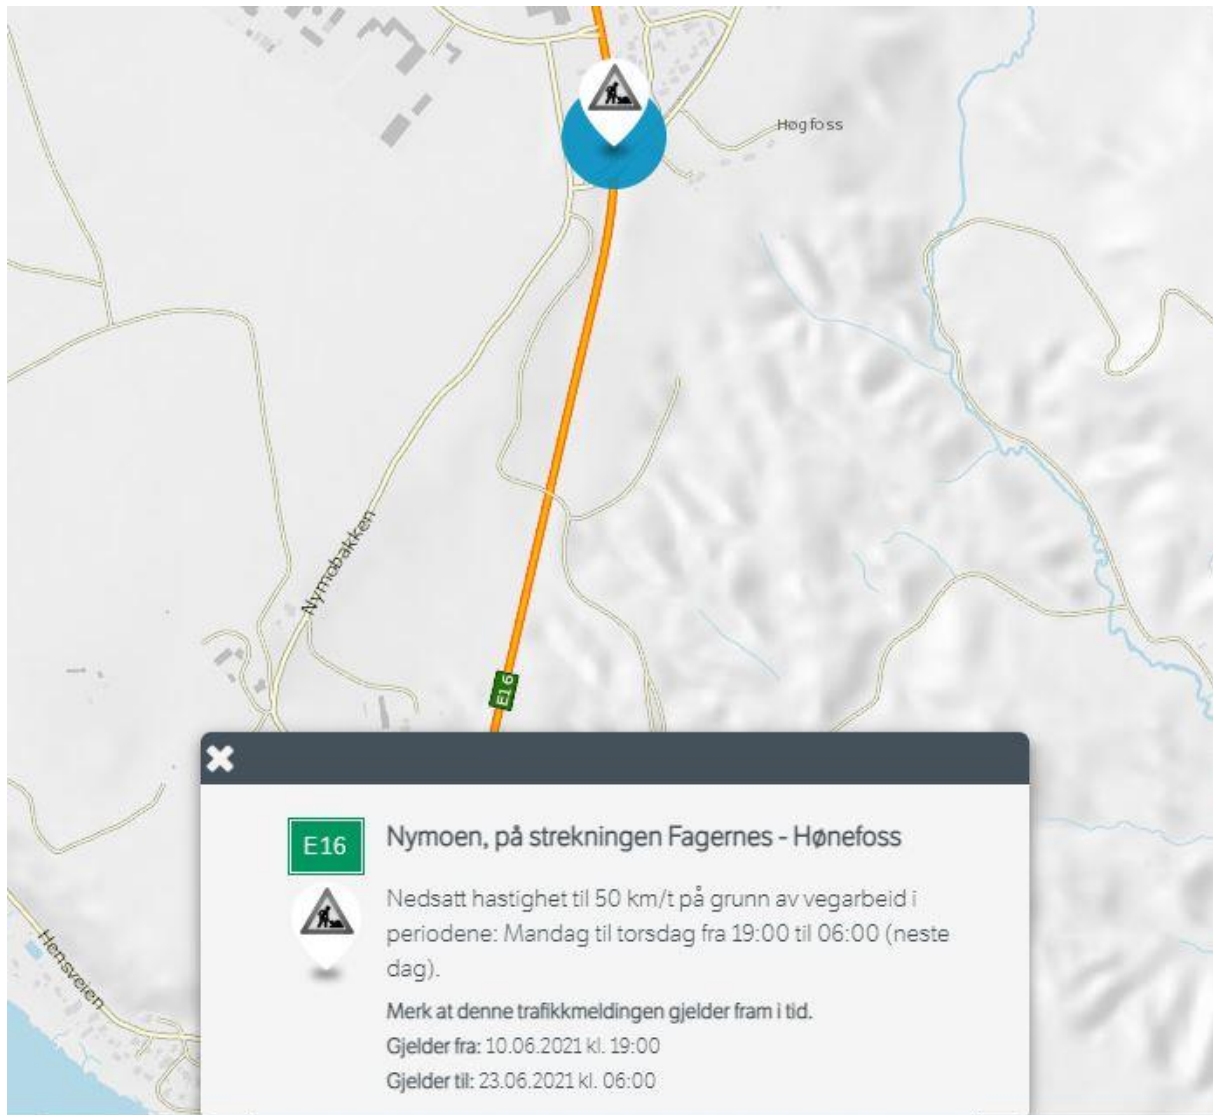 Høgfoss
Nymobakken
E16
Hensveien
E16
Nymoen, på strekningen Fagernes - Hønefoss
Nedsatt hastighet til 50 km/t på grunn av vegarbeid i
periodene: Mandag til torsdag fra 19:00 til 06:00 (neste
dag).
Merk at denne trafikkmeldingen gjelder fram i tid.
Gjelder fra: 10.06.2021 kl. 19:00
Gjelder til: 23.06.2021 kl. 06:00